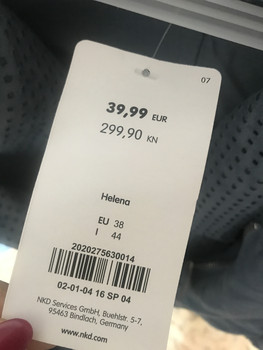 07
39,99 EUR
299,90 KN
Helena
EU 38
I 44
2020275630014
02-01-04 16 SP 04
NKD Services GmbH, Buehlstr. 5-7,
95463 Bindlach, Germany
www.nkd.com